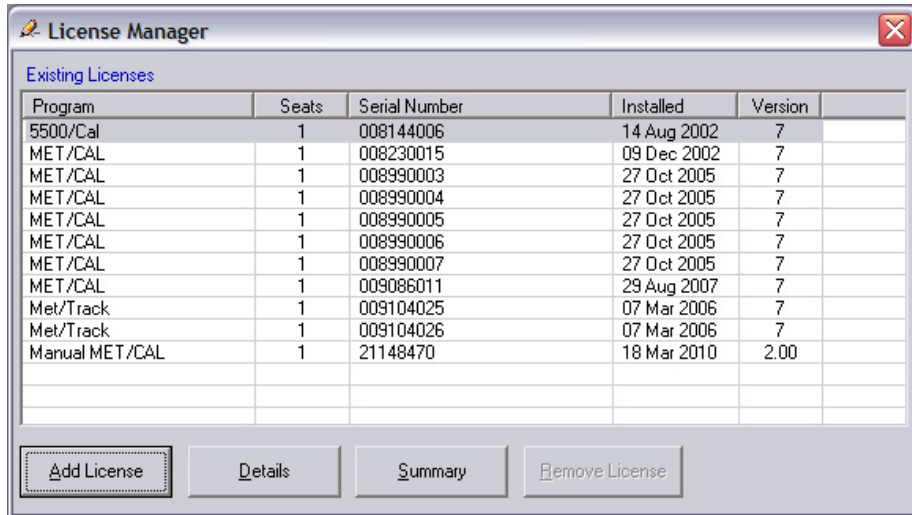 License Manager
Existing Licenses
Program Seats Serial Number Installed Version
5500/Cal 1 008144006 14 Aug 2002 7
MET/CAL 1 008230015 09 Dec 2002 7
MET/CAL 1 008990003 27 Oct 2005 7
MET/CAL 1 008990004 27 Oct 2005 7
MET/CAL 1 008990005 27 Oct 2005 7
MET/CAL 1 008990006 27 Oct 2005 7
MET/CAL 1 008990007 27 Oct 2005 7
MET/CAL 1 009086011 29 Aug 2007 7
Met/Track 1 009104025 07 Mar 2006 7
Met/Track 1 009104026 07 Mar 2006 7
Manual MET/CAL 1 21148470 18 Mar 2010 2.00
Add License Details Summary Remove License